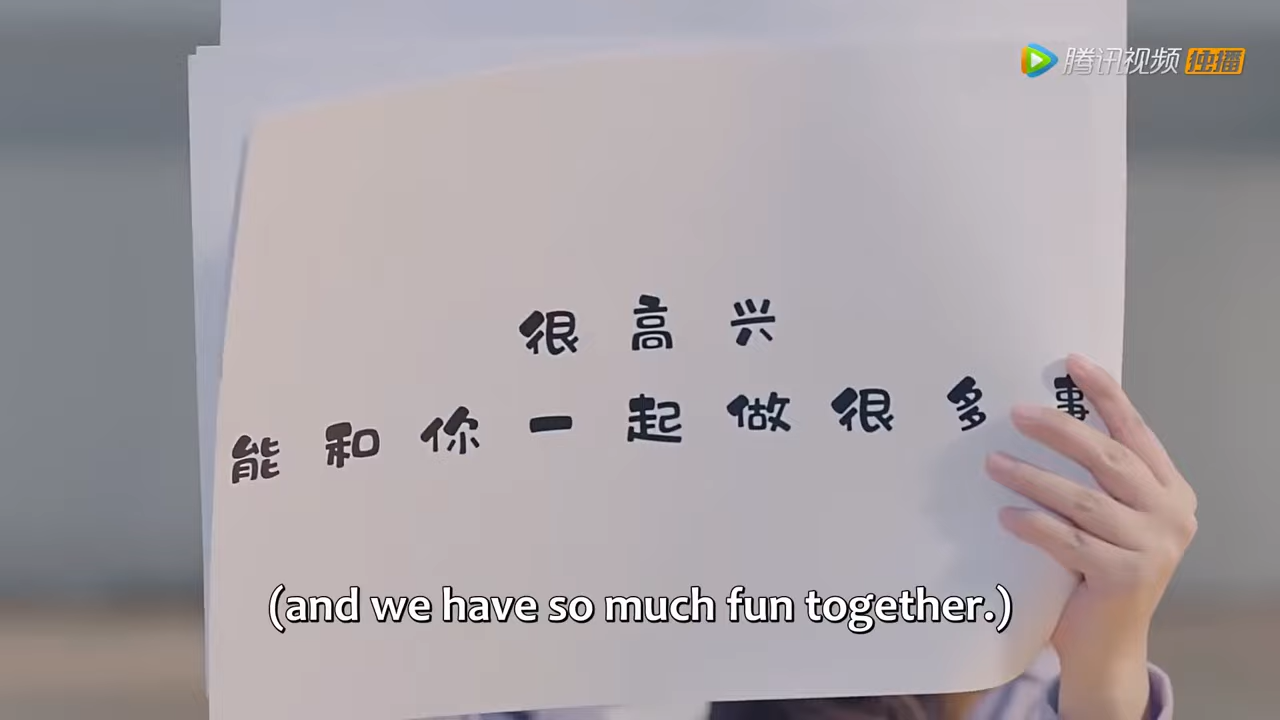 腾讯视频 独播
很高兴
能和你一起做很多事
(and we have so much fun together.)